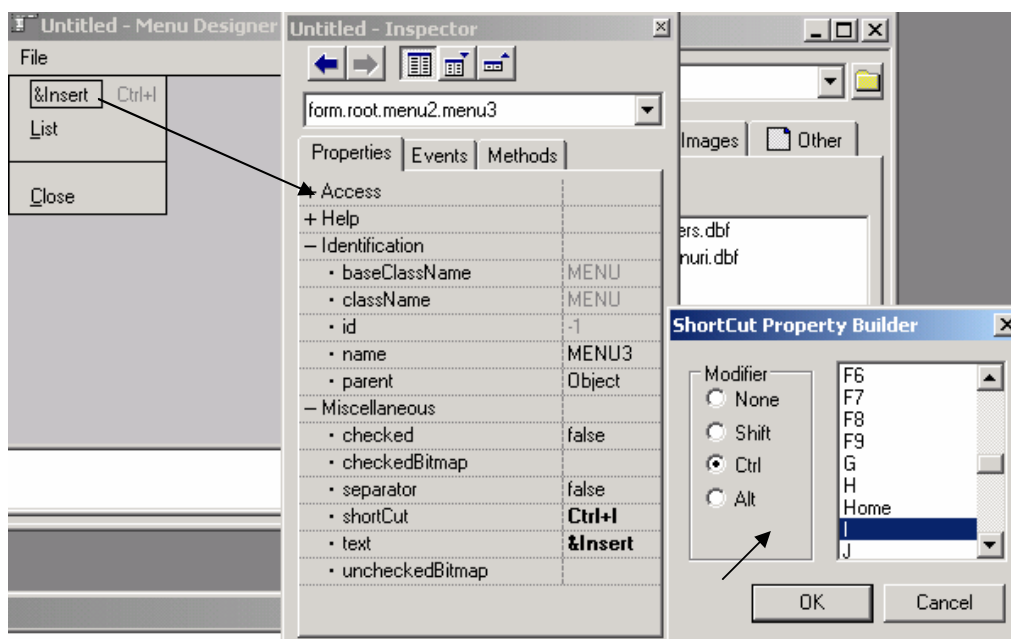 Untitled - Menu Designer
File
&Insert Ctrl+I
List
Close
Untitled - Inspector
form.root.menu2.menu3
Properties Events Methods
+ Access
+ Help
– Identification
• baseClassName MENU
• className MENU
• id -1
• name MENU3
• parent Object
– Miscellaneous
• checked false
• checkedBitmap
• separator false
• shortCut Ctrl+I
• text &Insert
• uncheckedBitmap
Images Other
ers.dbf
nuri.dbf
ShortCut Property Builder
Modifier
None
Shift
Ctrl
Alt
F6
F7
F8
F9
G
H
Home
I
J
OK Cancel